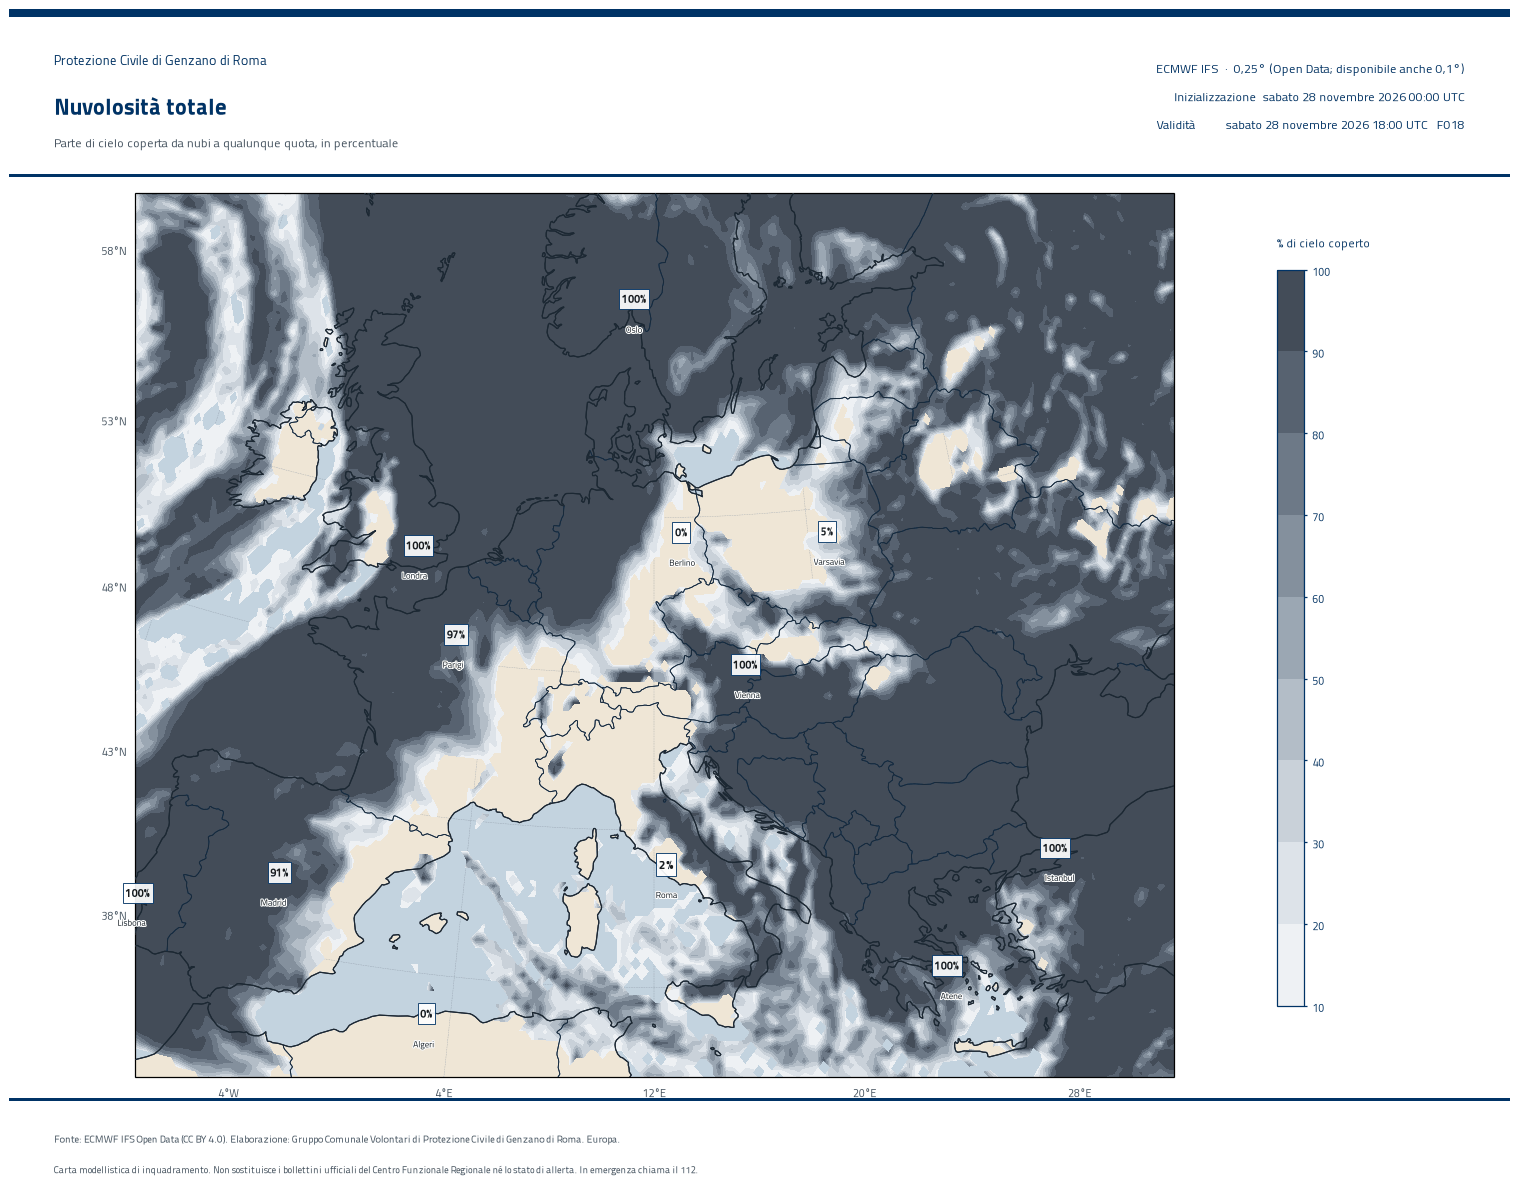 Protezione Civile di Genzano di Roma
Nuvolosità totale
Parte di cielo coperta da nubi a qualunque quota, in percentuale
ECMWF IFS · 0,25° (Open Data; disponibile anche 0,1°)
Inizializzazione sabato 28 novembre 2026 00:00 UTC
Validità sabato 28 novembre 2026 18:00 UTC F018
58°N
53°N
48°N
43°N
38°N
4°W
4°E
12°E
20°E
28°E
100%
Oslo
100%
Londra
0%
Berlino
5%
Varsavia
97%
Parigi
100%
Vienna
91%
Madrid
100%
Lisbona
2%
Roma
100%
Istanbul
100%
Atene
0%
Algeri
% di cielo coperto
100
90
80
70
60
50
40
30
20
10
Fonte: ECMWF IFS Open Data (CC BY 4.0). Elaborazione: Gruppo Comunale Volontari di Protezione Civile di Genzano di Roma. Europa.
Carta modellistica di inquadramento. Non sostituisce i bollettini ufficiali del Centro Funzionale Regionale né lo stato di allerta. In emergenza chiama il 112.